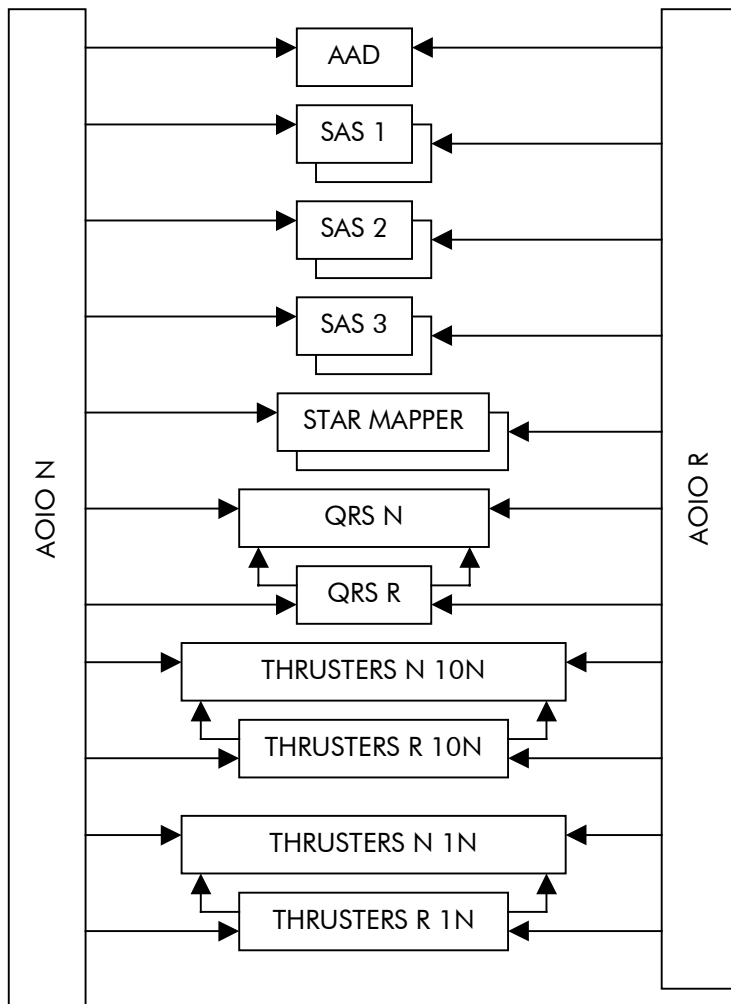 AAD
SAS 1
SAS 2
SAS 3
STAR MAPPER
AOIO N
AOIO R
QRS N
QRS R
THRUSTERS N 10N
THRUSTERS R 10N
THRUSTERS N 1N
THRUSTERS R 1N